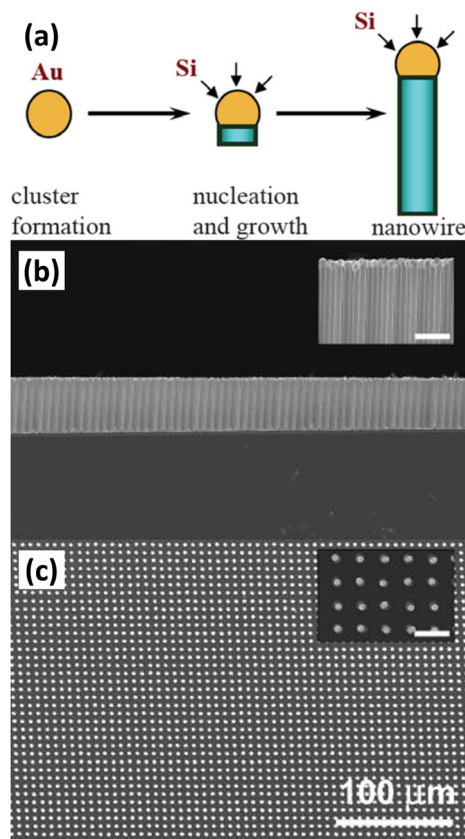 (a)
Au
Si
Si
cluster
formation
nucleation
and growth
nanowire
(b)
(c)
100 μm